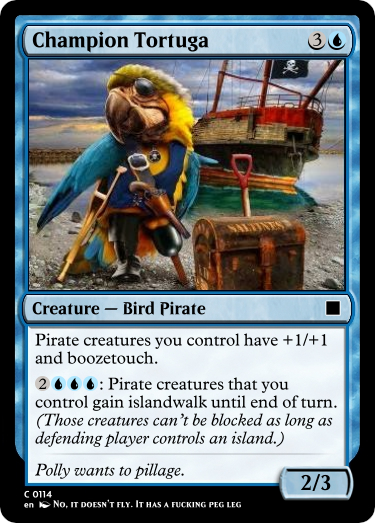 Champion Tortuga 3
SALTINES
Creature — Bird Pirate
Pirate creatures you control have +1/+1
and boozetouch.
2: Pirate creatures that you
control gain islandwalk until end of turn.
(Those creatures can't be blocked as long as
defending player controls an island.)
Polly wants to pillage.
2/3
C 0114
en No, it doesn't fly. It has a fucking peg leg